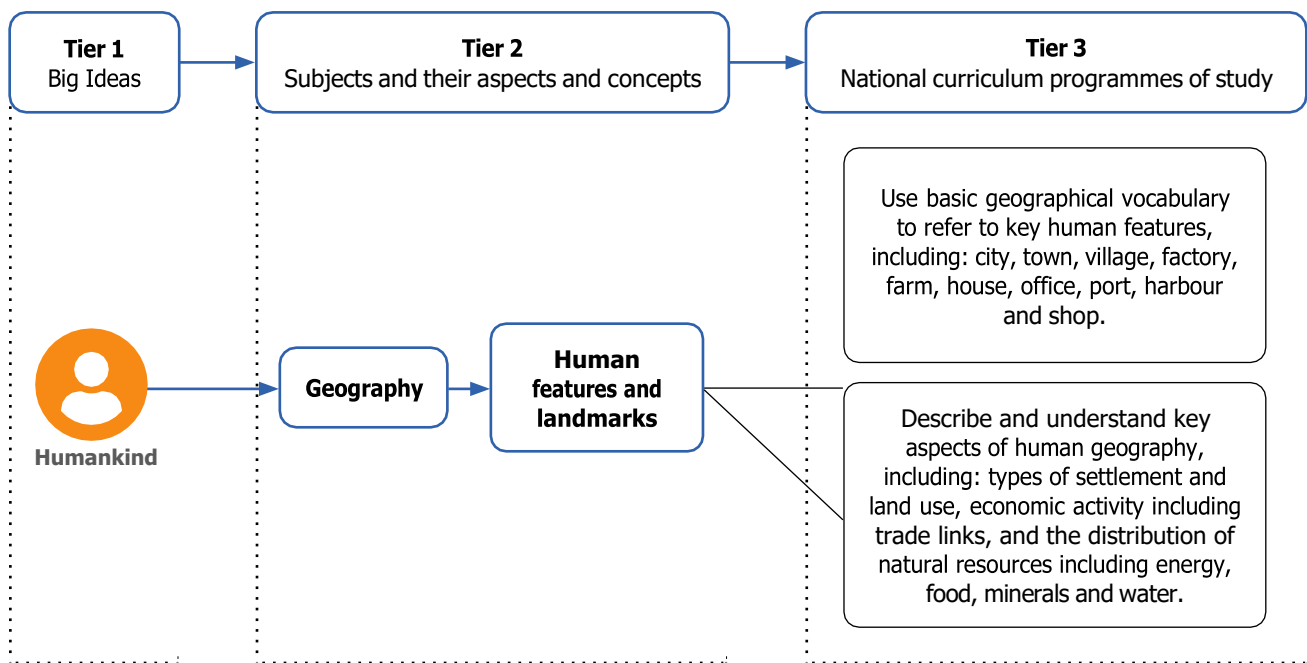 Tier 1
Big Ideas
Tier 2
Subjects and their aspects and concepts
Tier 3
National curriculum programmes of study
Humankind
Geography
Human
features and
landmarks
Use basic geographical vocabulary
to refer to key human features,
including: city, town, village, factory,
farm, house, office, port, harbour
and shop.
Describe and understand key
aspects of human geography,
including: types of settlement and
land use, economic activity including
trade links, and the distribution of
natural resources including energy,
food, minerals and water.